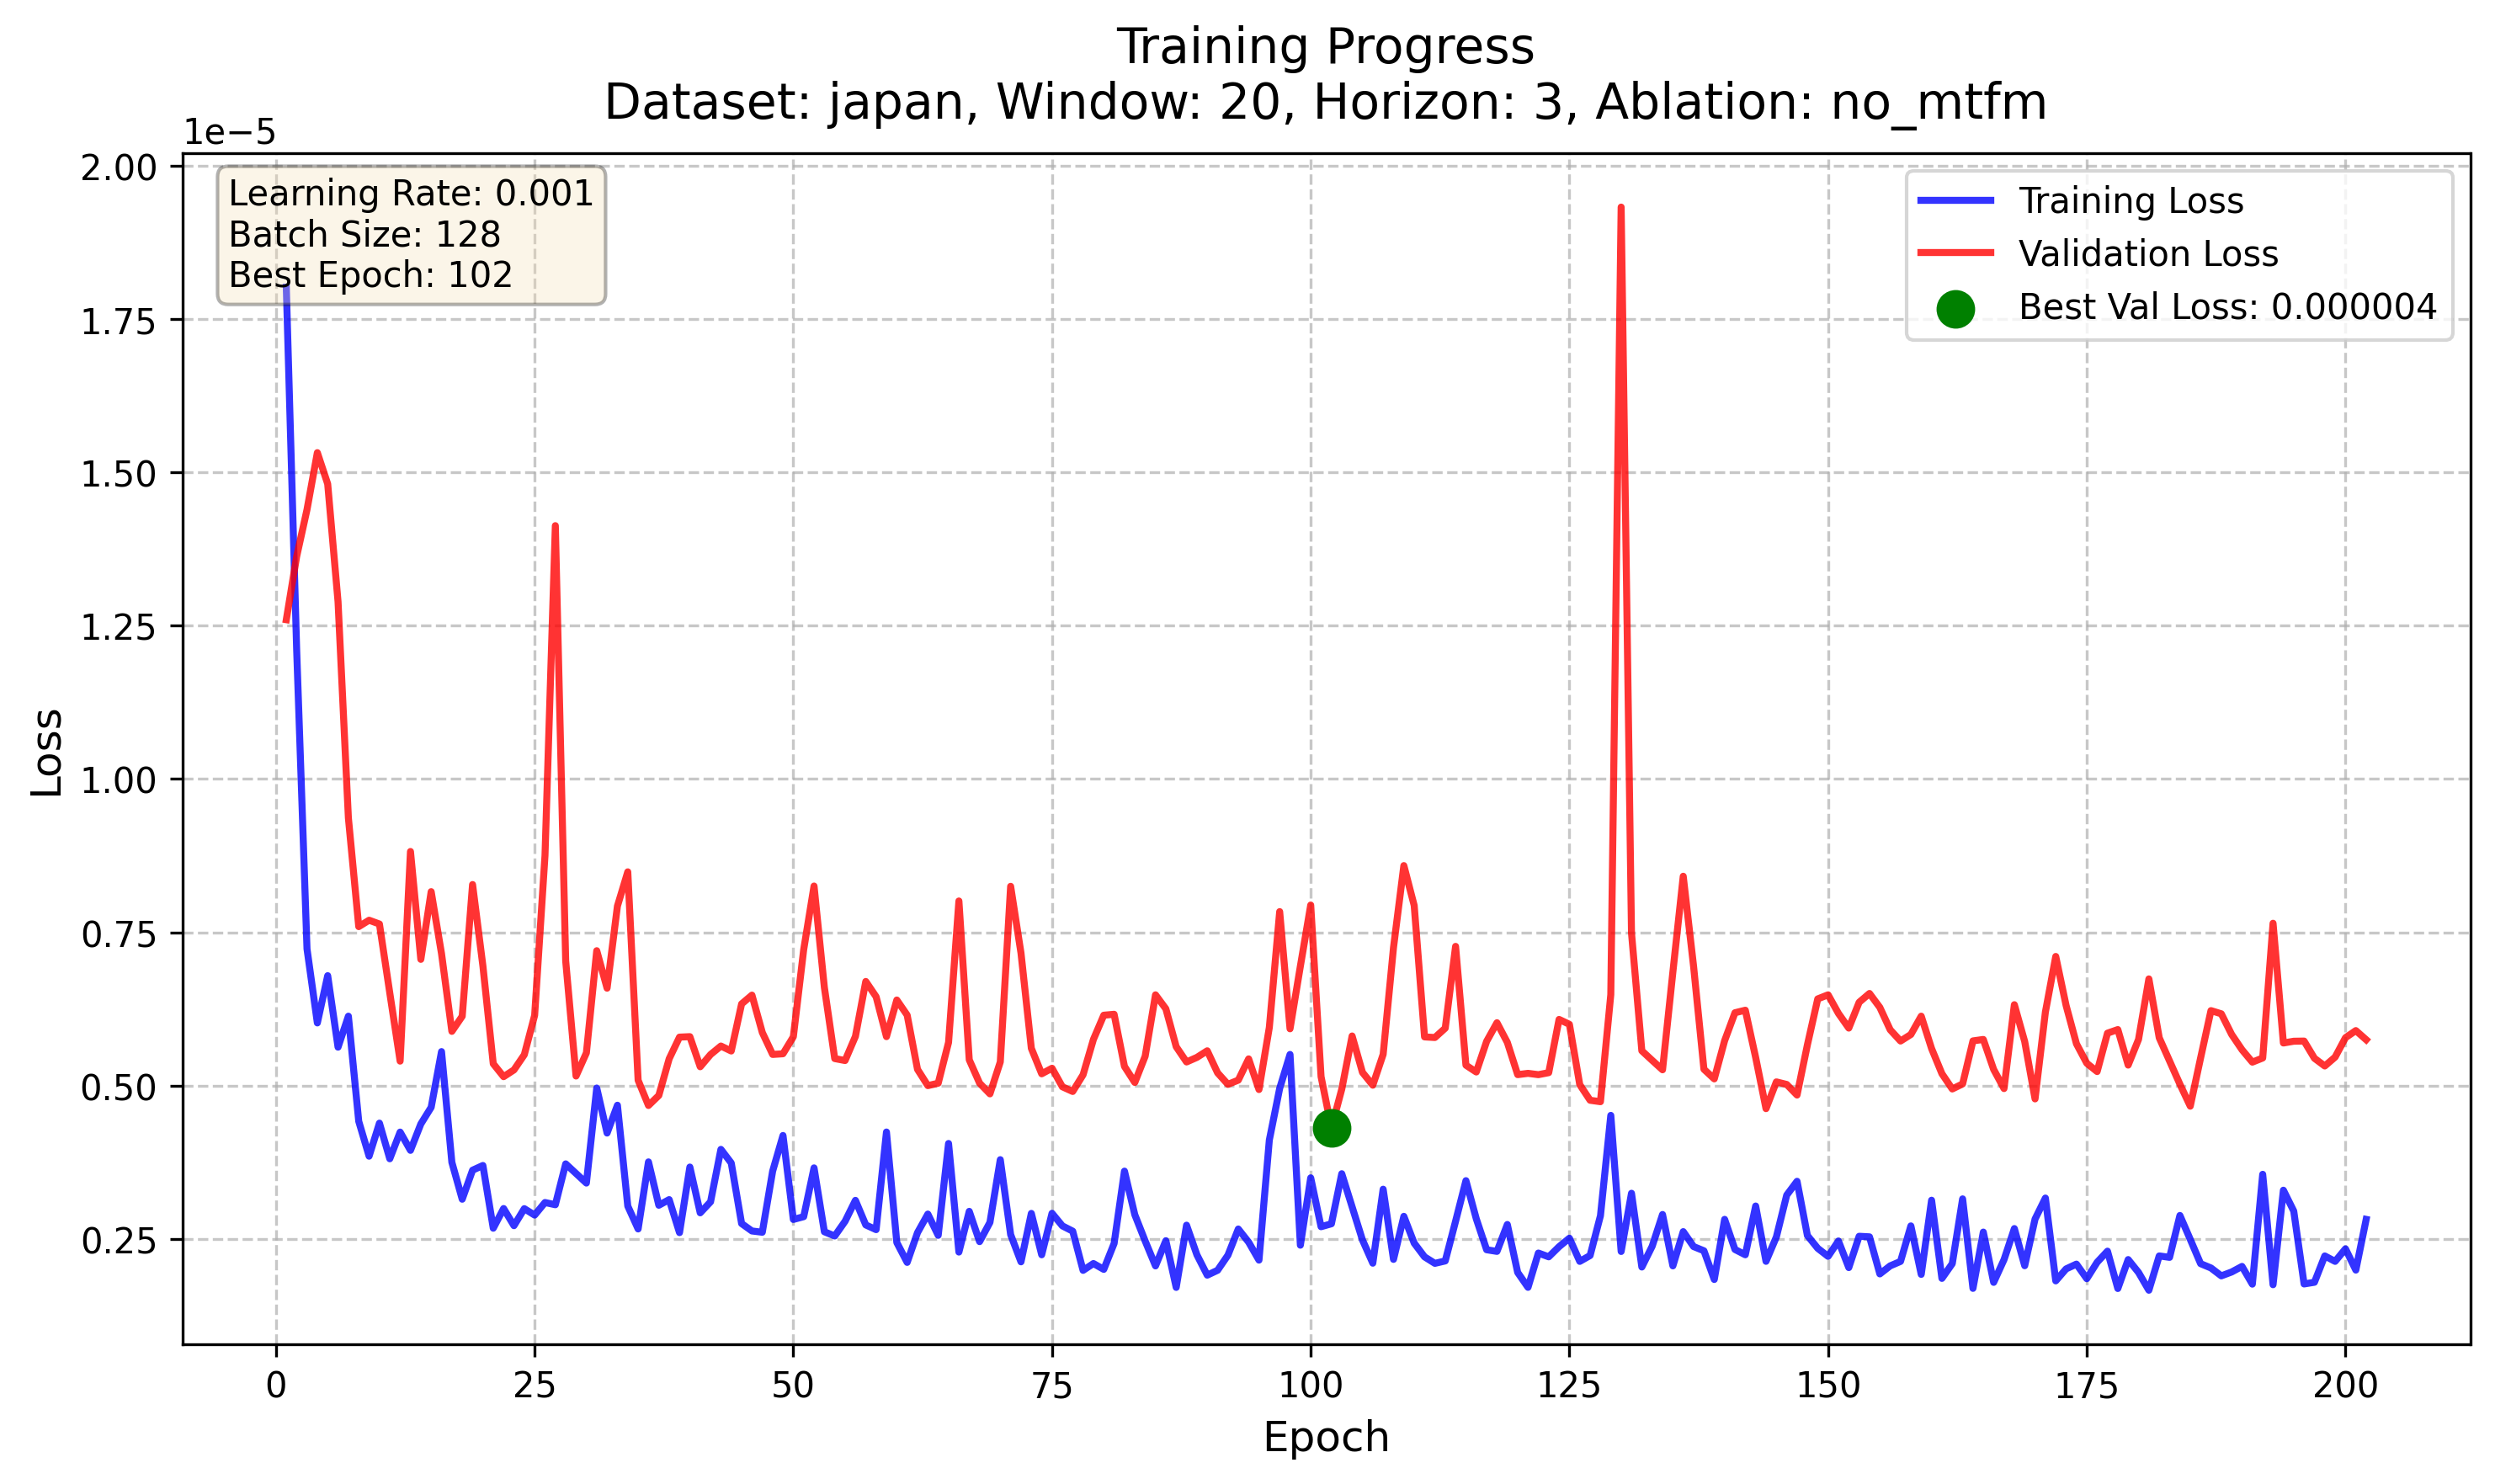 Training Progress
Dataset: japan, Window: 20, Horizon: 3, Ablation: no_mtfm
1e−5
2.00
1.75
1.50
1.25
1.00
0.75
0.50
0.25
Loss
Learning Rate: 0.001
Batch Size: 128
Best Epoch: 102
Training Loss
Validation Loss
Best Val Loss: 0.000004
0 25 50 75 100 125 150 175 200
Epoch